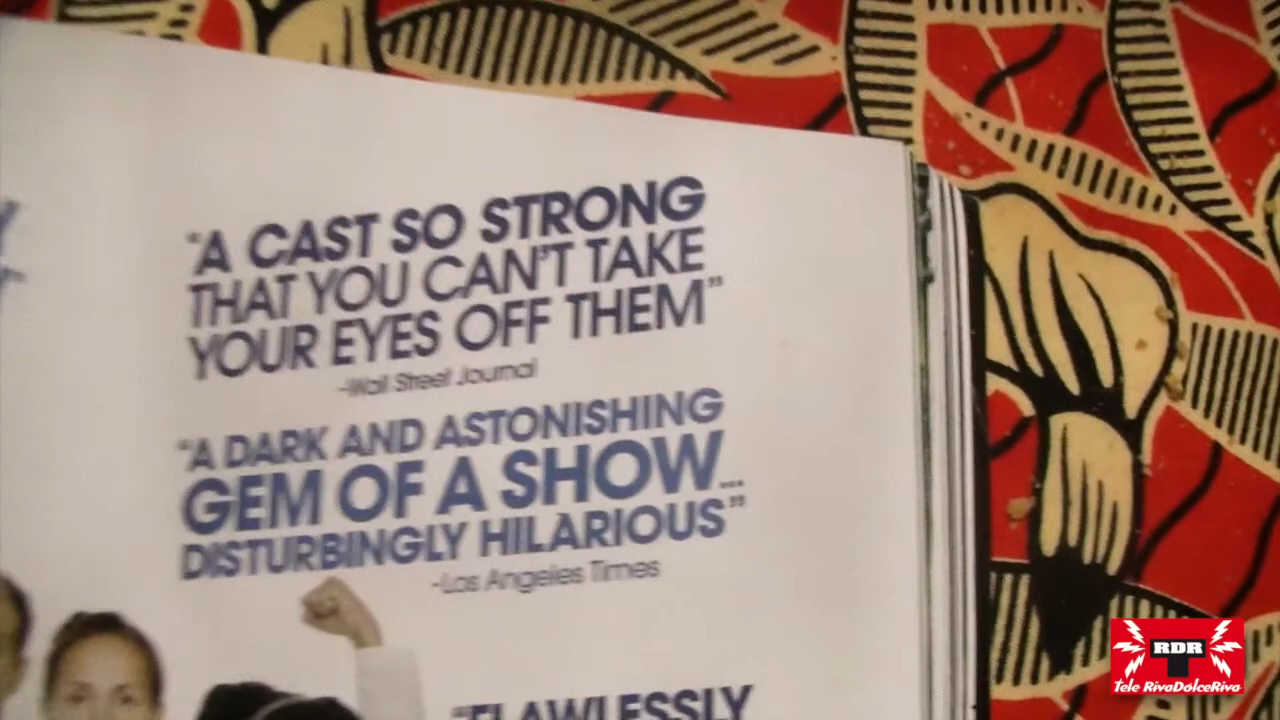 "A CAST SO STRONG
THAT YOU CAN'T TAKE
YOUR EYES OFF THEM"
-Wall Street Journal
"A DARK AND ASTONISHING
GEM OF A SHOW...
DISTURBINGLY HILARIOUS"
-Los Angeles Times
"FLAWLESSLY
RDR
Tele RivaDolceRiva